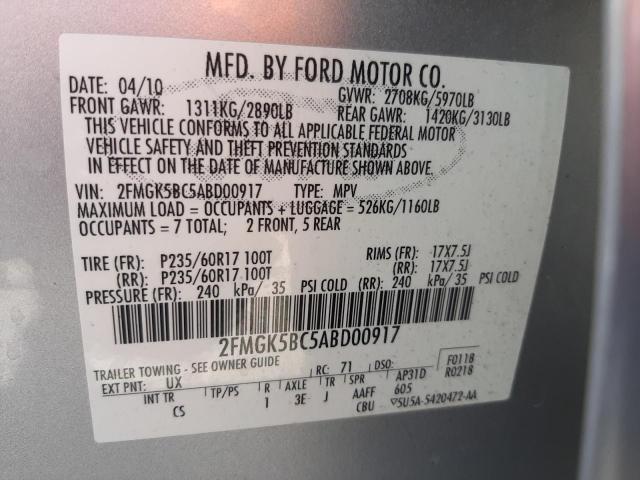 MFD. BY FORD MOTOR CO.
DATE: 04/10 GVWR: 2708KG/5970LB
FRONT GAWR: 1311KG/2890LB REAR GAWR: 1420KG/3130LB
THIS VEHICLE CONFORMS TO ALL APPLICABLE FEDERAL MOTOR
VEHICLE SAFETY AND THEFT PREVENTION STANDARDS
IN EFFECT ON THE DATE OF MANUFACTURE SHOWN ABOVE.
VIN: 2FMGK5BC5ABD00917 TYPE: MPV
MAXIMUM LOAD = OCCUPANTS + LUGGAGE = 526KG/1160LB
OCCUPANTS = 7 TOTAL; 2 FRONT, 5 REAR
TIRE (FR): P235/60R17 100T RIMS (FR): 17X7.5J
(RR): P235/60R17 100T (RR): 17X7.5J
PRESSURE (FR): 240 kPa/ 35 PSI COLD (RR): 240 kPa/ 35 PSI COLD
2FMGK5BC5ABD00917
TRAILER TOWING - SEE OWNER GUIDE RC: 71 DSO: F0118
EXT PNT: UX AP31D R0218
INT TR TP/PS R AXLE TR SPR 605
CS 1 3E J AAFF CBU 5U5A-5420472-AA